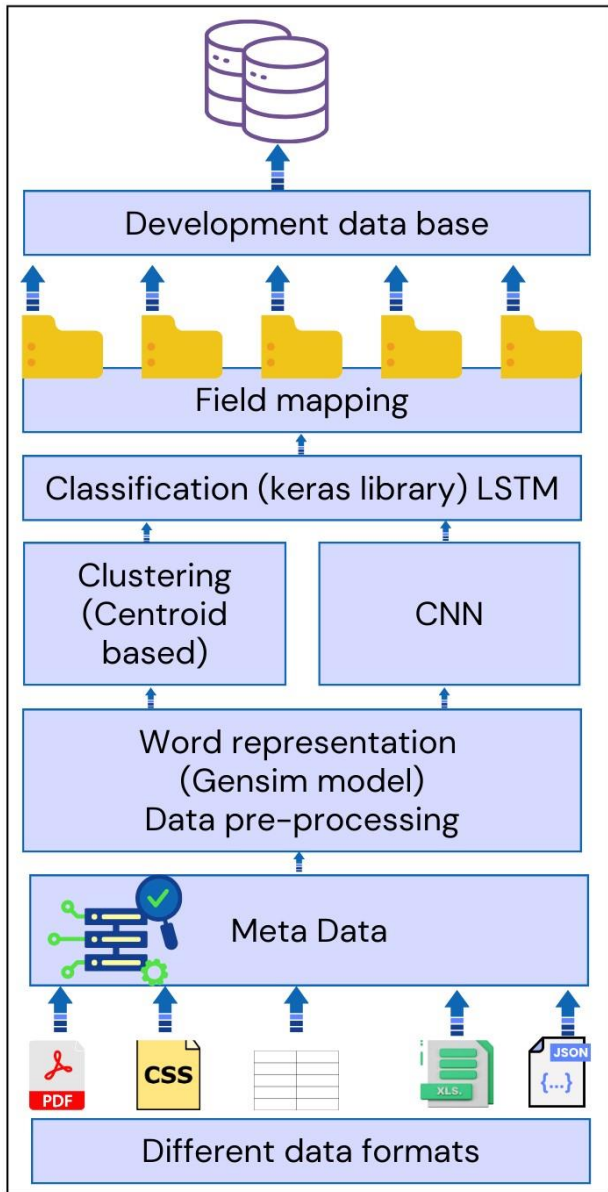 Development data base
Field mapping
Classification (keras library) LSTM
Clustering
(Centroid
based)
CNN
Word representation
(Gensim model)
Data pre-processing
Meta Data
PDF
CSS
XLS.
JSON
{...}
Different data formats